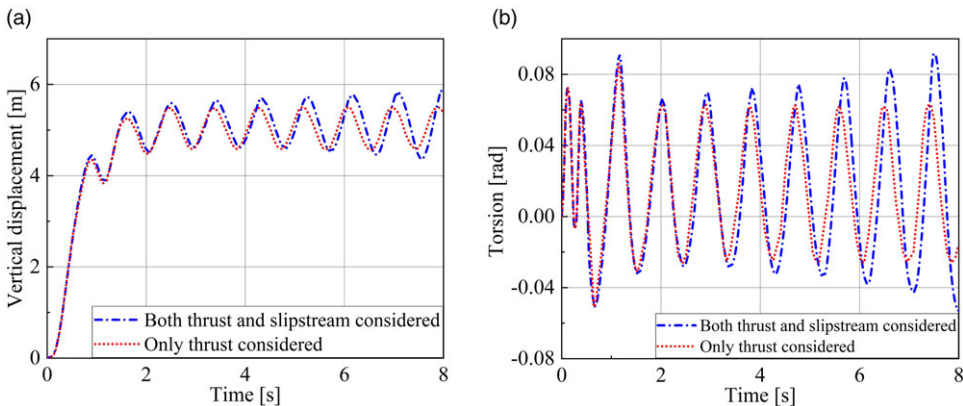 (a)
Vertical displacement [m]
6
4
2
0
0 2 4 6 8
Time [s]
Both thrust and slipstream considered
Only thrust considered
(b)
Torsion [rad]
0.08
0.04
0.00
-0.04
-0.08
0 2 4 6 8
Time [s]
Both thrust and slipstream considered
Only thrust considered